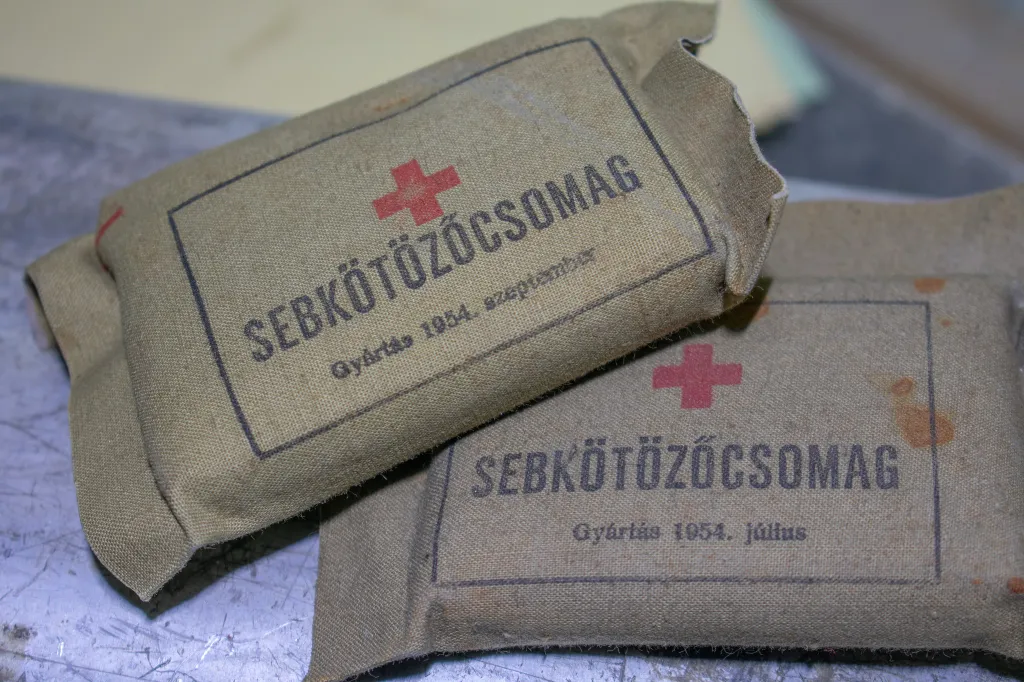 SEBKÖTÖZŐCSOMAG
Gyártás 1954. szeptember
SEBKÖTÖZŐCSOMAG
Gyártás 1954. július